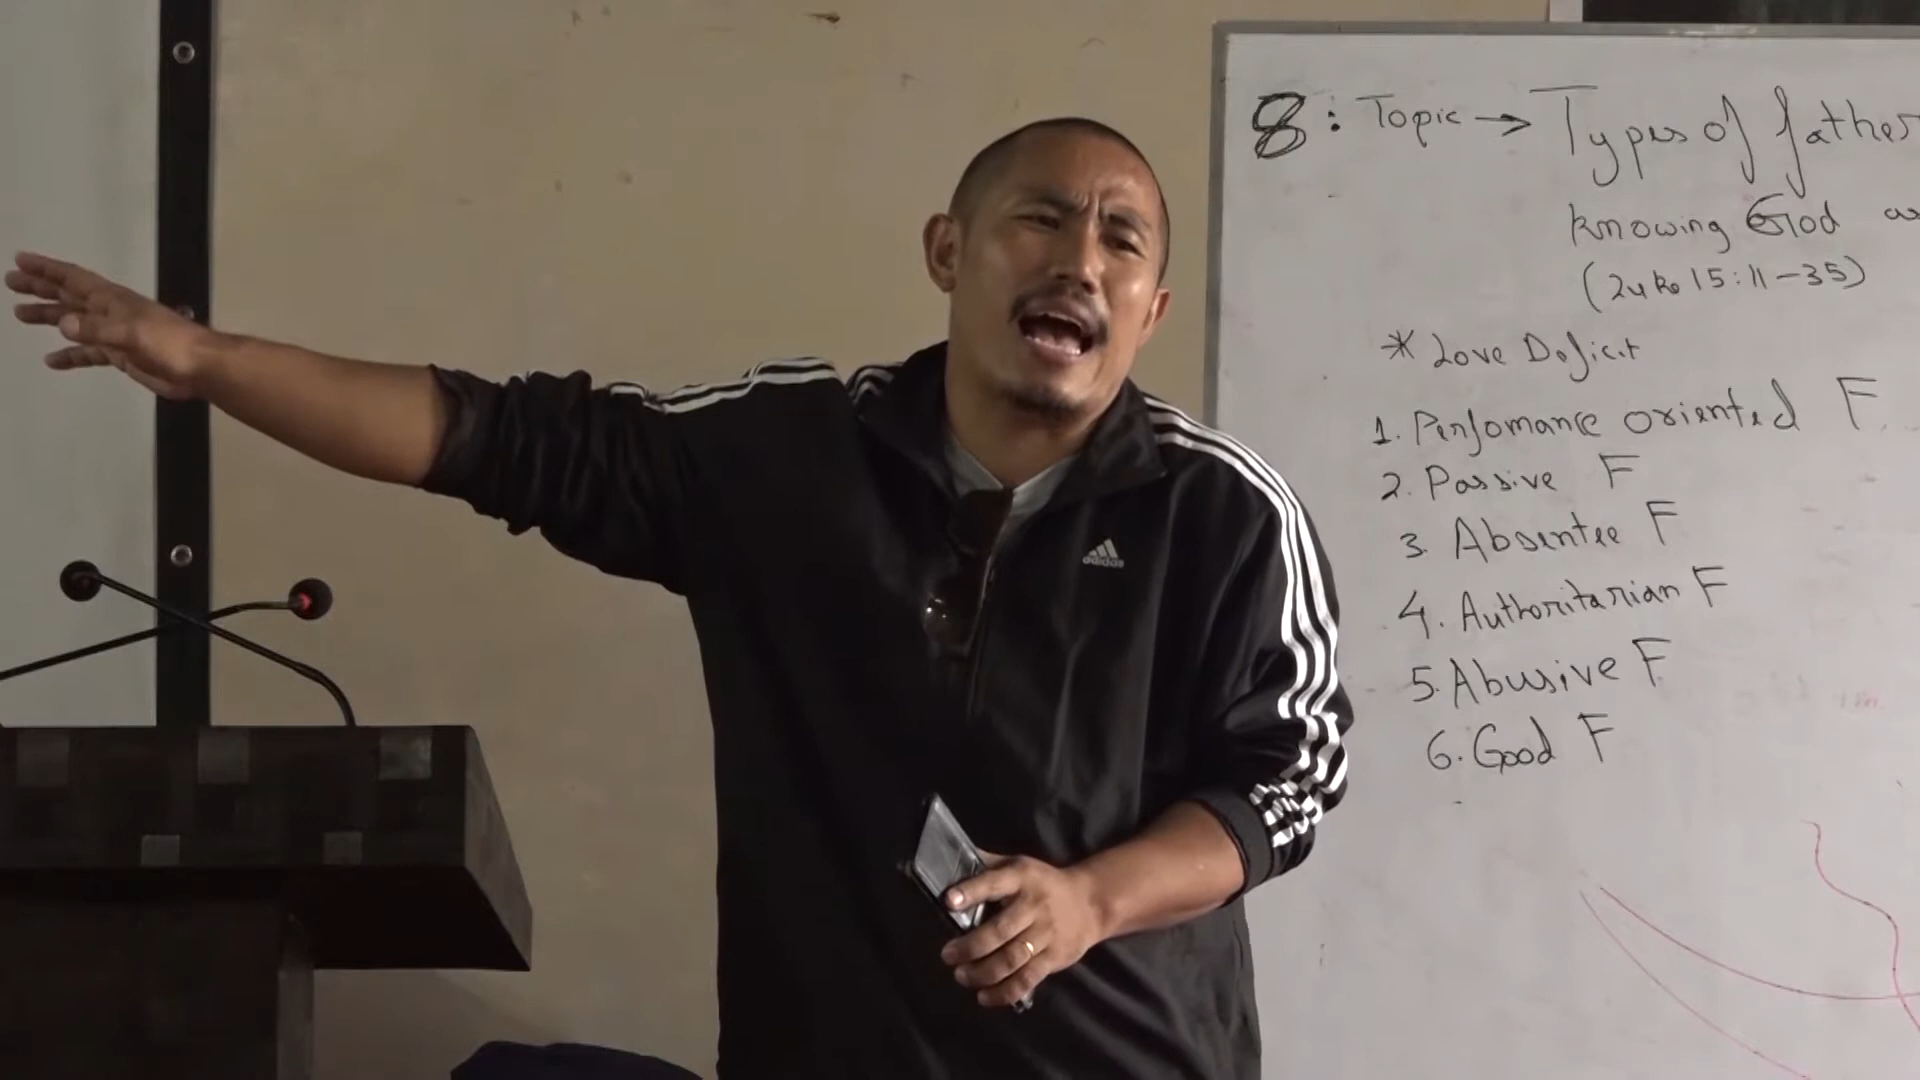 adidas
8: Topic → Types of father
knowing God as
(Luke 15:11-35)
* Love Deficit
1. Perfomance oriented F
2. Passive F
3. Absentee F
4. Authoritarian F
5. Abusive F
6. Good F